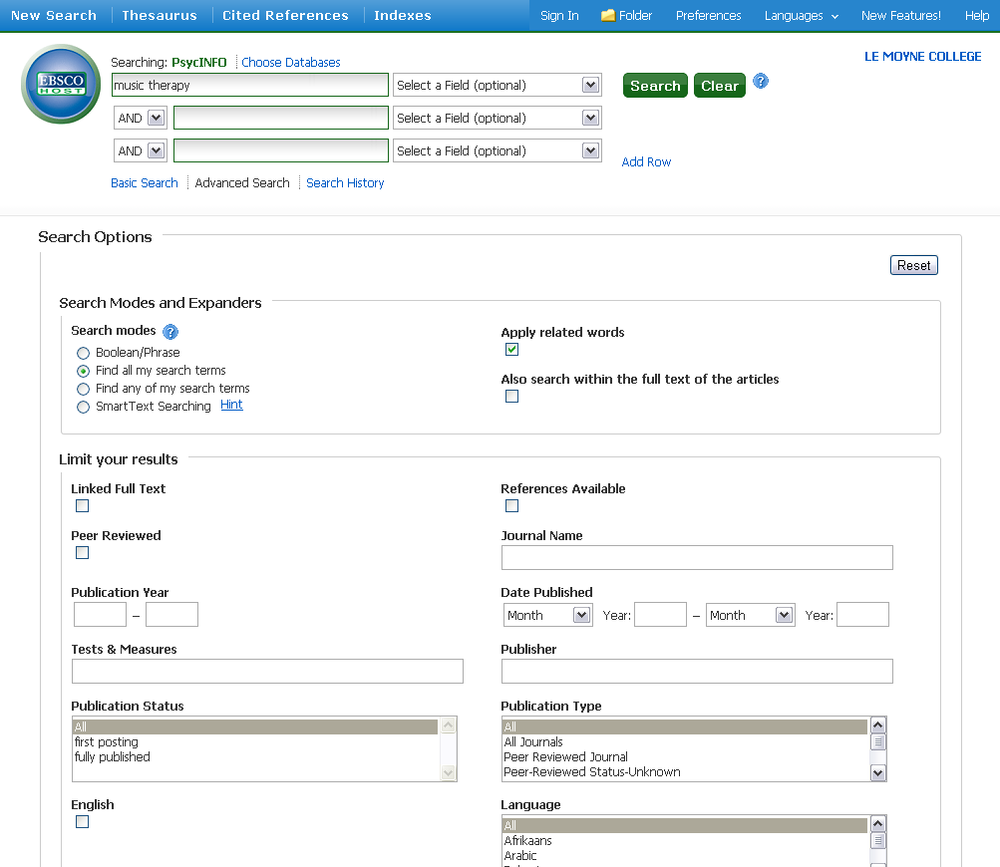 New Search Thesaurus Cited References Indexes Sign In Folder Preferences Languages New Features! Help
LE MOYNE COLLEGE
EBSCO
HOST
Searching: PsycINFO Choose Databases
music therapy Select a Field (optional) Search Clear ?
AND Select a Field (optional)
AND Select a Field (optional)
Add Row
Basic Search Advanced Search Search History
Search Options
Reset
Search Modes and Expanders
Search modes ?
Boolean/Phrase
Find all my search terms
Find any of my search terms
SmartText Searching Hint
Apply related words
Also search within the full text of the articles
Limit your results
Linked Full Text
References Available
Peer Reviewed
Journal Name
Publication Year
–
Date Published
Month Year: – Month Year:
Tests & Measures
Publisher
Publication Status
All
first posting
fully published
Publication Type
All
All Journals
Peer Reviewed Journal
Peer-Reviewed Status-Unknown
English
Language
All
Afrikaans
Arabic